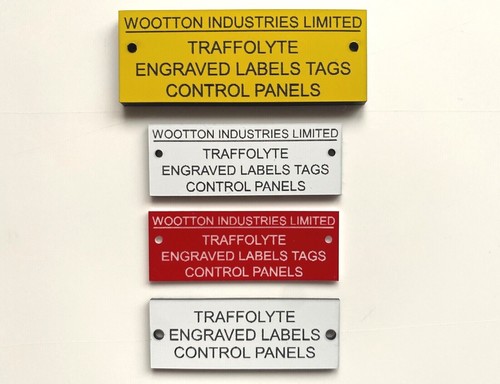 WOOTTON INDUSTRIES LIMITED
TRAFFOLYTE
ENGRAVED LABELS TAGS
CONTROL PANELS
WOOTTON INDUSTRIES LIMITED
TRAFFOLYTE
ENGRAVED LABELS TAGS
CONTROL PANELS
WOOTTON INDUSTRIES LIMITED
TRAFFOLYTE
ENGRAVED LABELS TAGS
CONTROL PANELS
TRAFFOLYTE
ENGRAVED LABELS
CONTROL PANELS